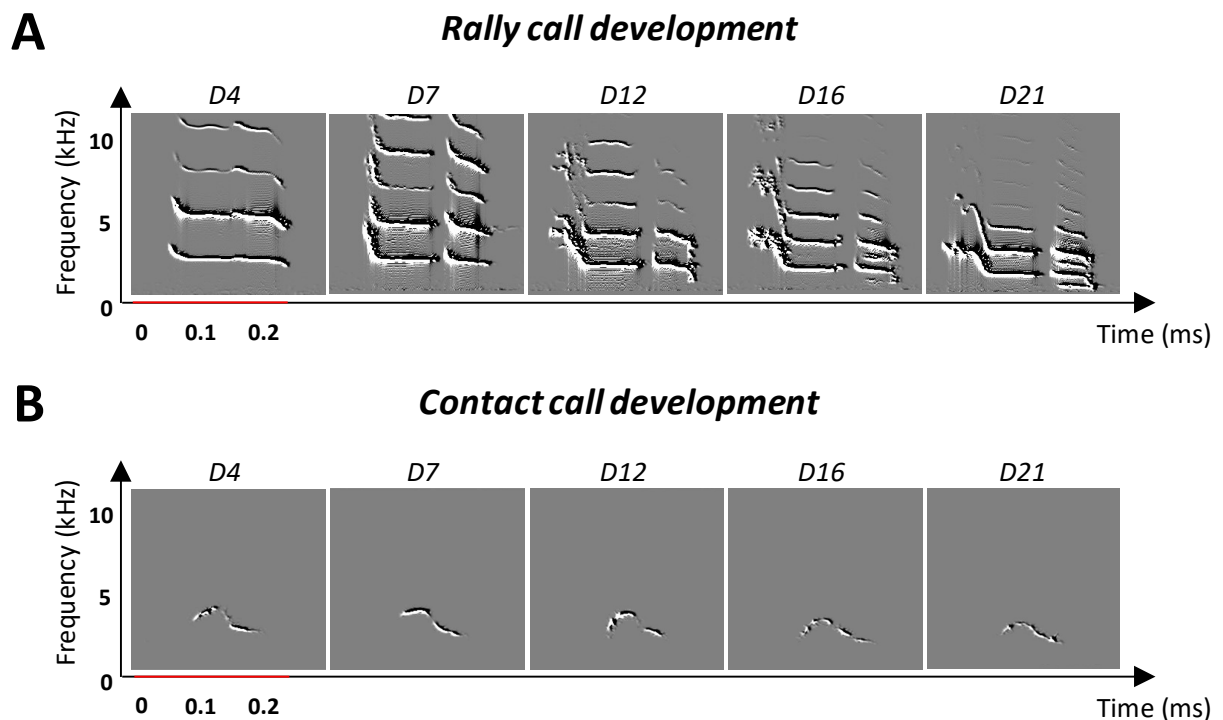 A
Rally call development
D4 D7 D12 D16 D21
Frequency (kHz)
10
5
0
0 0.1 0.2
Time (ms)
B
Contact call development
D4 D7 D12 D16 D21
Frequency (kHz)
10
5
0
0 0.1 0.2
Time (ms)